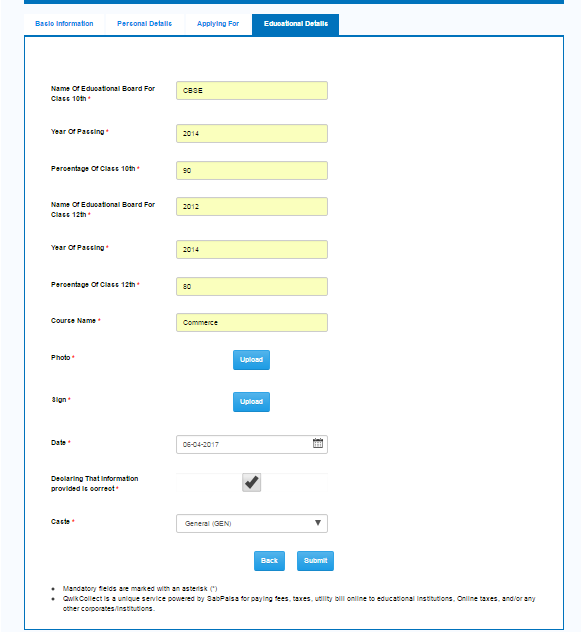 Basic Information Personal Details Applying For Educational Details
Name Of Educational Board For
Class 10th * CBSE
Year Of Passing * 2014
Percentage Of Class 10th * 90
Name Of Educational Board For
Class 12th * 2012
Year Of Passing * 2014
Percentage Of Class 12th * 80
Course Name * Commerce
Photo * Upload
Sign * Upload
Date * 06-04-2017
Declaring That Information
provided is correct *
Caste * General (GEN)
Back Submit
• Mandatory fields are marked with an asterisk (*)
• QwikCollect is a unique service powered by SabPaisa for paying fees, taxes, utility bill online to educational institutions, Online taxes, and/or any
other corporates/institutions.